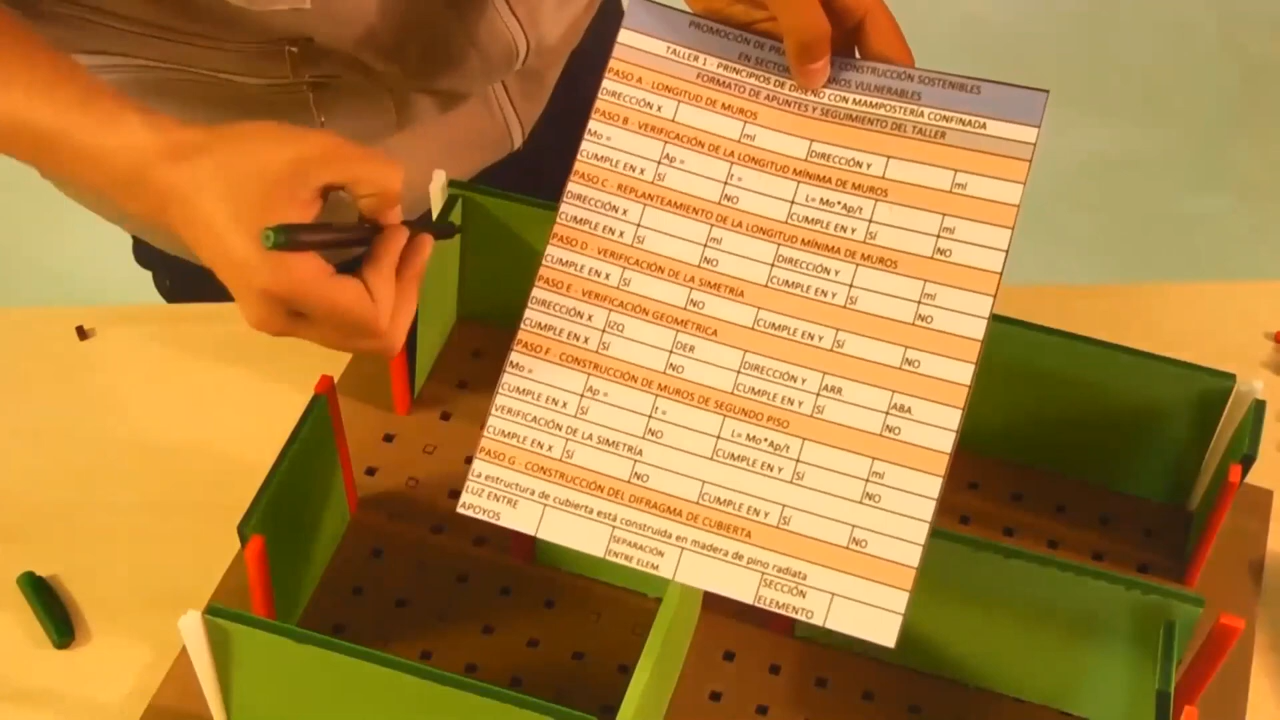 PROMOCIÓN DE CONSTRUCCIÓN SOSTENIBLES
EN SECTOR VULNERABLES
TALLER 1 - PRINCIPIOS DE DISEÑO CON MAMPOSTERÍA CONFINADA
FORMATO DE APUNTES Y SEGUIMIENTO DEL TALLER
PASO A - LONGITUD DE MUROS
DIRECCIÓN X ml DIRECCIÓN Y ml
PASO B - VERIFICACIÓN DE LA LONGITUD MÍNIMA DE MUROS
Mo = Ap = t = L= Mo*Ap/t ml
CUMPLE EN X SÍ NO CUMPLE EN Y SÍ NO
PASO C - REPLANTEAMIENTO DE LA LONGITUD MÍNIMA DE MUROS
DIRECCIÓN X ml DIRECCIÓN Y ml
CUMPLE EN X SÍ NO CUMPLE EN Y SÍ NO
PASO D - VERIFICACIÓN DE LA SIMETRÍA
CUMPLE EN X SÍ NO CUMPLE EN Y SÍ NO
PASO E - VERIFICACIÓN GEOMÉTRICA
DIRECCIÓN X IZQ DER DIRECCIÓN Y ARR. ABA.
CUMPLE EN X SÍ NO CUMPLE EN Y SÍ NO
PASO F - CONSTRUCCIÓN DE MUROS DE SEGUNDO PISO
Mo = Ap = t = L= Mo*Ap/t ml
CUMPLE EN X SÍ NO CUMPLE EN Y SÍ NO
VERIFICACIÓN DE LA SIMETRÍA
CUMPLE EN X SÍ NO CUMPLE EN Y SÍ NO
PASO G - CONSTRUCCIÓN DEL DIFRAGMA DE CUBIERTA
La estructura de cubierta está construida en madera de pino radiata
LUZ ENTRE APOYOS SEPARACIÓN ENTRE ELEM. SECCIÓN ELEMENTO